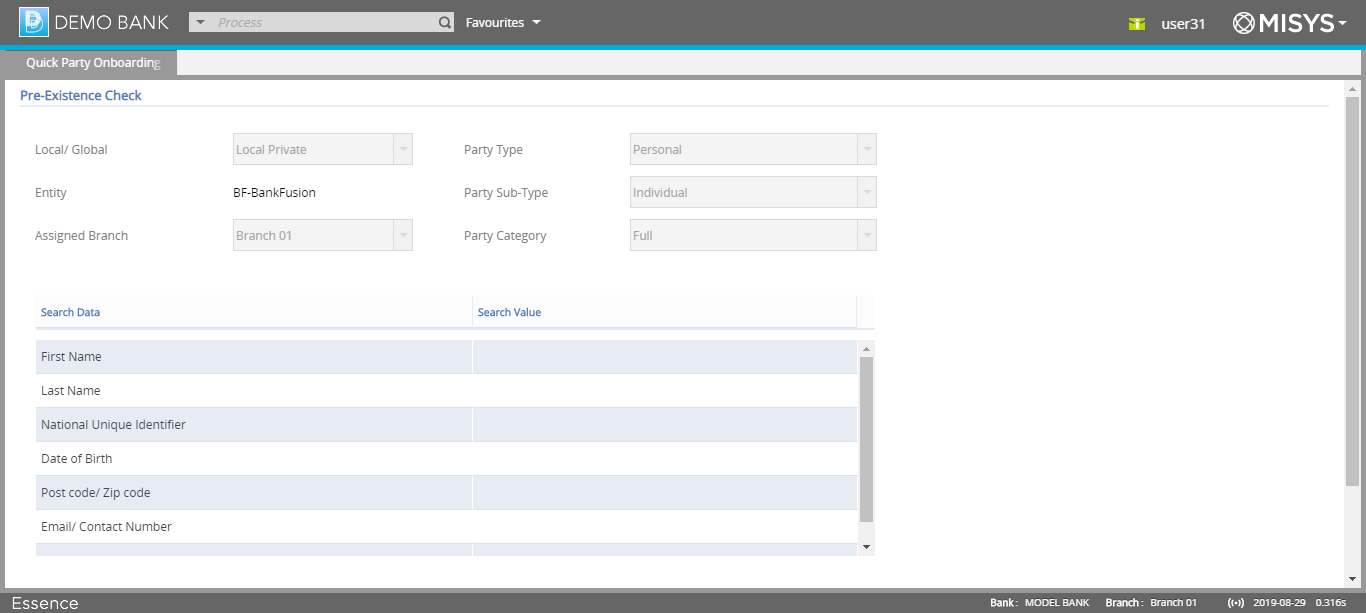 DEMO BANK Process Favourites user31 MISYS
Quick Party Onboarding
Pre-Existence Check
Local/ Global Local Private Party Type Personal
Entity BF-BankFusion Party Sub-Type Individual
Assigned Branch Branch 01 Party Category Full
Search Data Search Value
First Name
Last Name
National Unique Identifier
Date of Birth
Post code/ Zip code
Email/ Contact Number
Essence Bank : MODEL BANK Branch : Branch 01 2019-08-29 0.316s